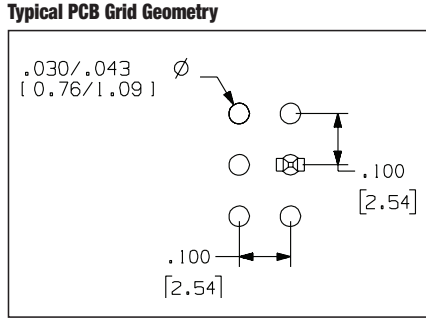 Typical PCB Grid Geometry
.030/.043 Ø
[0.76/1.09]
.100
[2.54]
.100
[2.54]